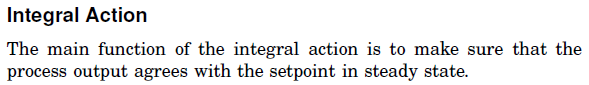 Integral Action
The main function of the integral action is to make sure that the
process output agrees with the setpoint in steady state.